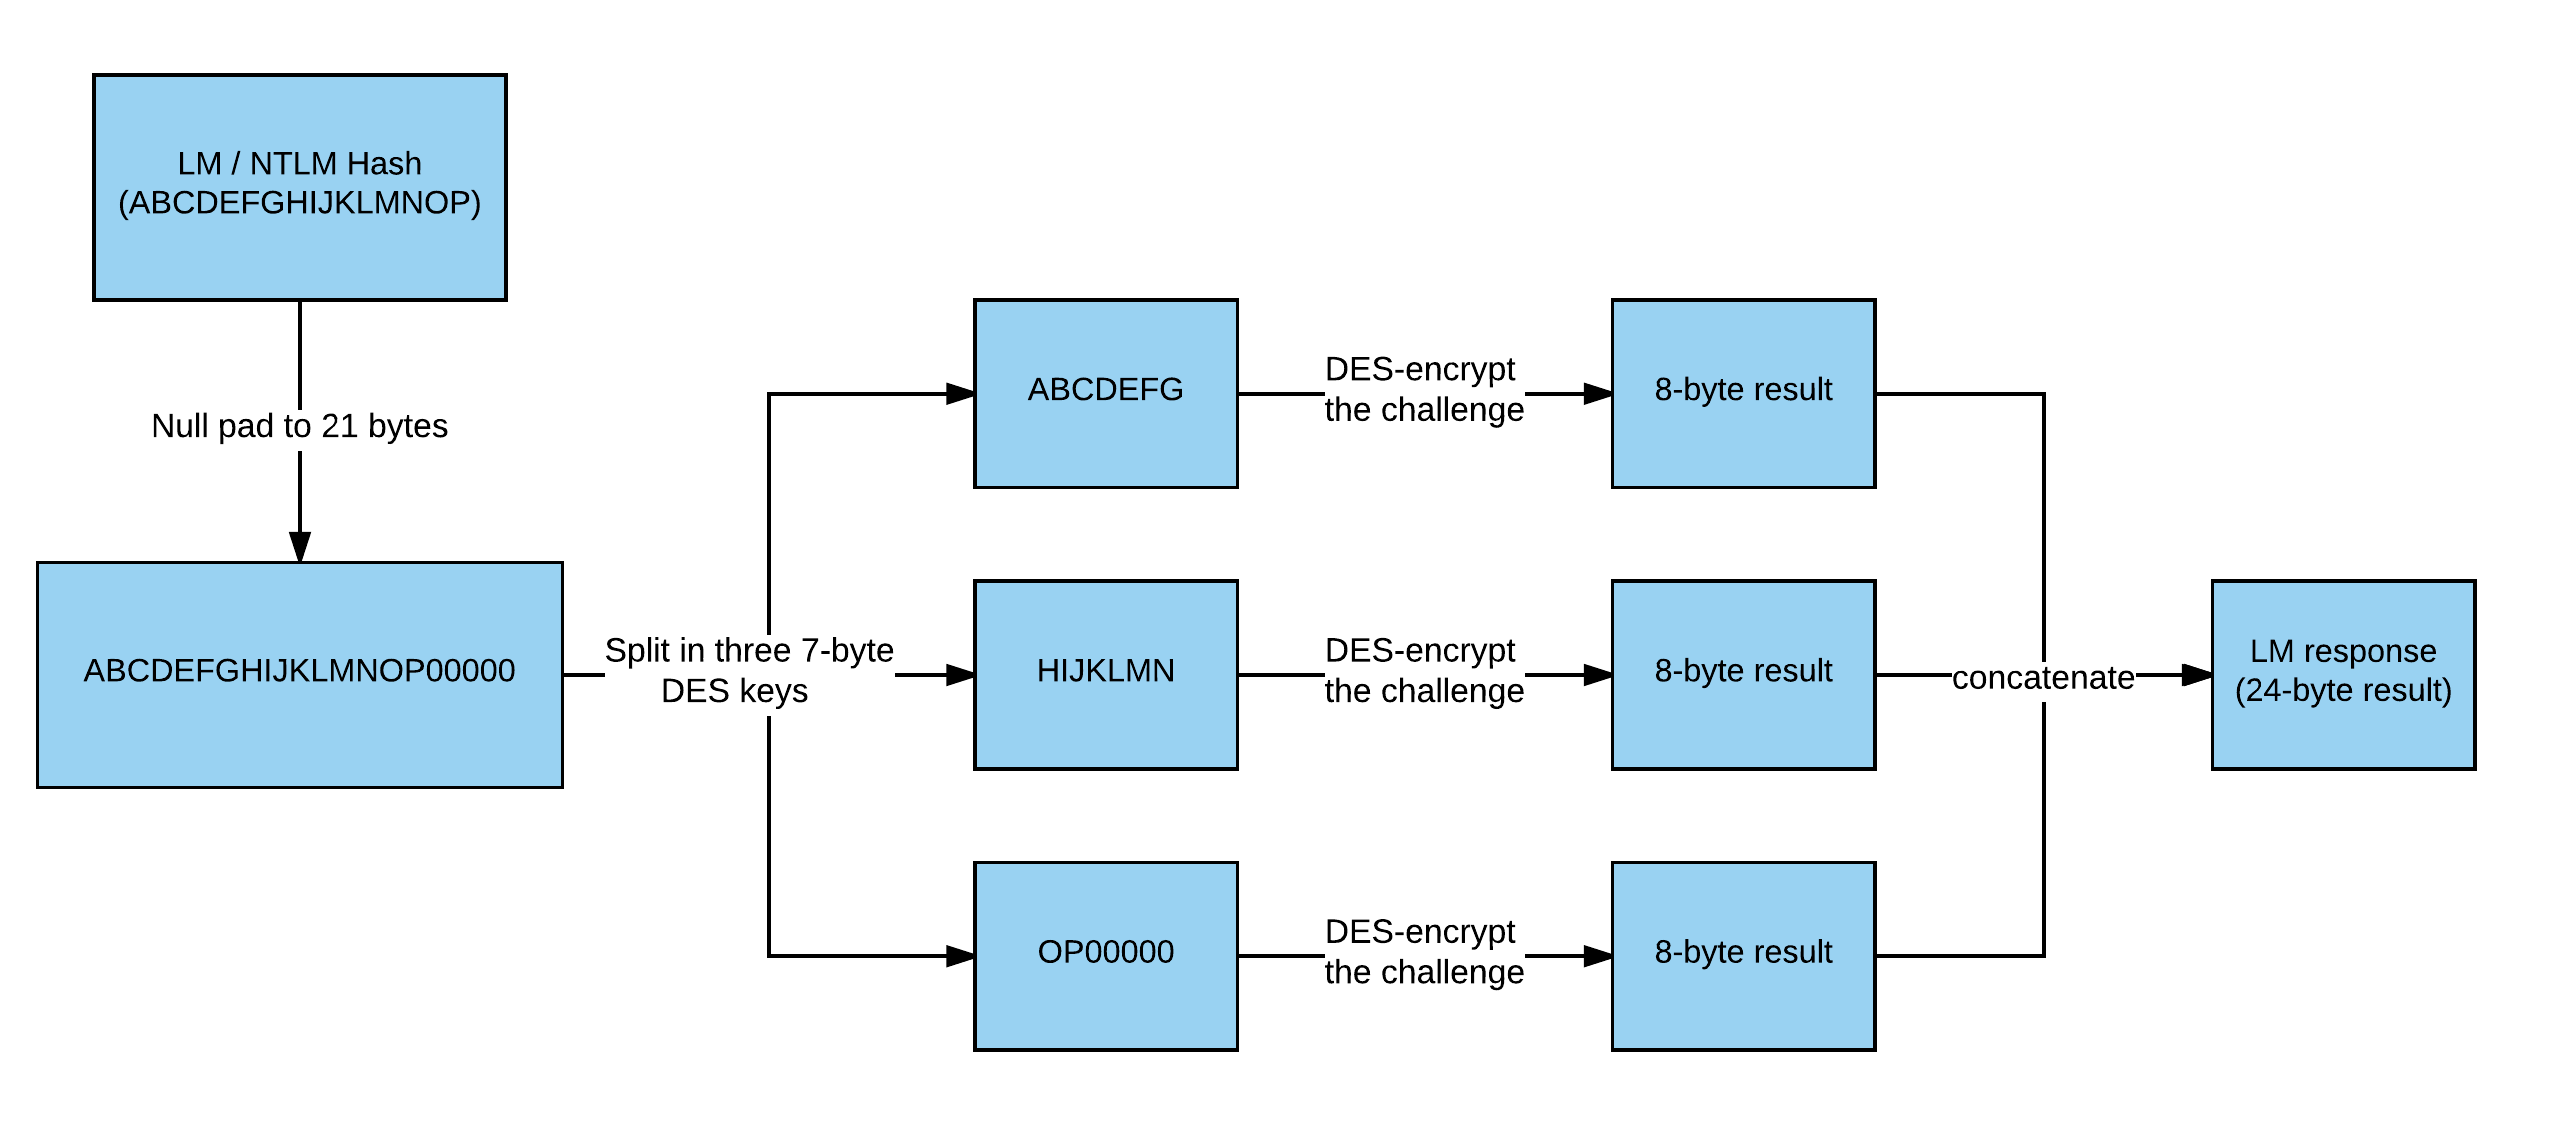 LM / NTLM Hash
(ABCDEFGHIJKLMNOP)
Null pad to 21 bytes
ABCDEFGHIJKLMNOP00000
Split in three 7-byte
DES keys
ABCDEFG
DES-encrypt
the challenge
8-byte result
HIJKLMN
DES-encrypt
the challenge
8-byte result
OP00000
DES-encrypt
the challenge
8-byte result
concatenate
LM response
(24-byte result)